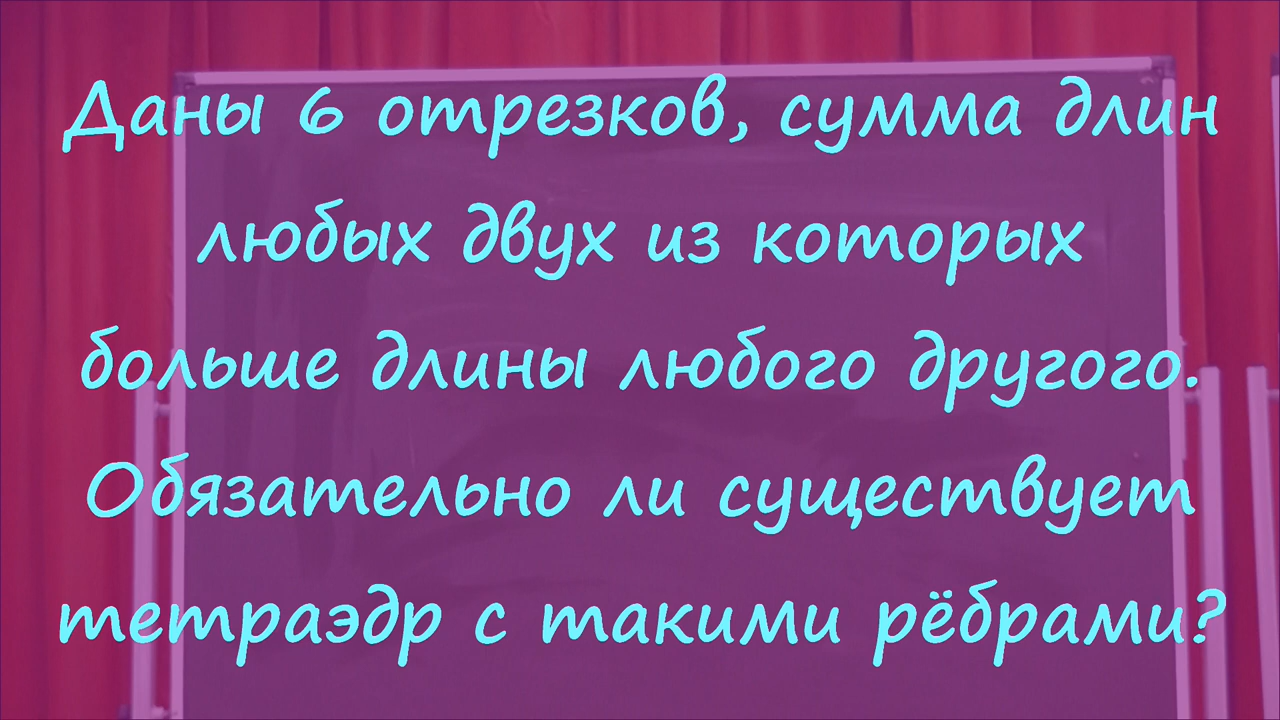 Даны 6 отрезков, сумма длин
любых двух из которых
больше длины любого другого.
Обязательно ли существует
тетраэдр с такими рёбрами?